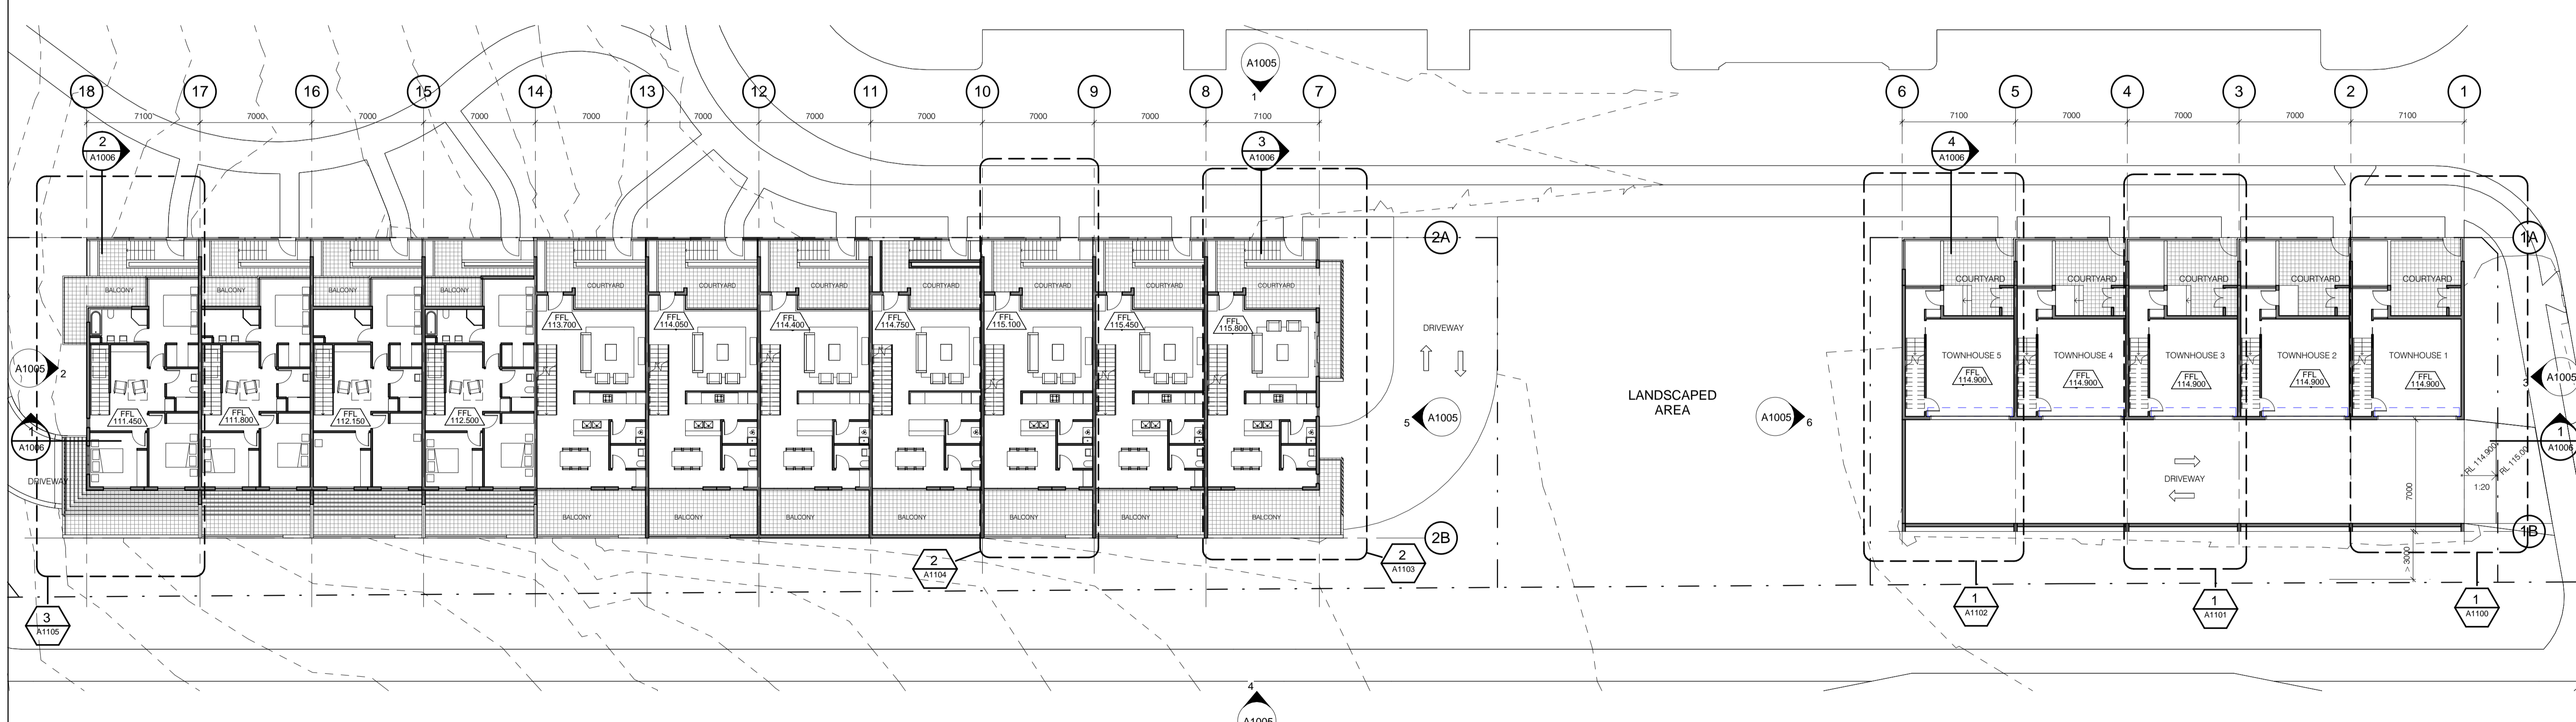 A1005
1
18
17
16
15
14
13
12
11
10
9
8
7
6
5
4
3
2
1
7100
7000
7000
7000
7000
7000
7000
7000
7000
7000
7100
7100
7000
7000
7000
7100
2
A1006
3
A1006
4
A1006
2A
1A
BALCONY
BALCONY
BALCONY
BALCONY
COURTYARD
COURTYARD
COURTYARD
COURTYARD
COURTYARD
COURTYARD
COURTYARD
COURTYARD
COURTYARD
COURTYARD
COURTYARD
COURTYARD
FFL
113.700
FFL
114.050
FFL
114.400
FFL
114.750
FFL
115.100
FFL
115.450
FFL
115.800
DRIVEWAY
TOWNHOUSE 5
TOWNHOUSE 4
TOWNHOUSE 3
TOWNHOUSE 2
TOWNHOUSE 1
FFL
114.900
FFL
114.900
FFL
114.900
FFL
114.900
FFL
114.900
A1005
2
3
A1005
LANDSCAPED
AREA
FFL
111.450
FFL
111.800
FFL
112.150
FFL
112.500
5
A1005
A1005
6
1
A1006
1
A1006
RL 114.900
RL 115.00
1:20
DRIVEWAY
DRIVEWAY
7000
BALCONY
BALCONY
BALCONY
BALCONY
BALCONY
BALCONY
BALCONY
2B
1B
> 3000
2
A1104
2
A1103
3
A1105
1
A1102
1
A1101
1
A1100
4
A1005